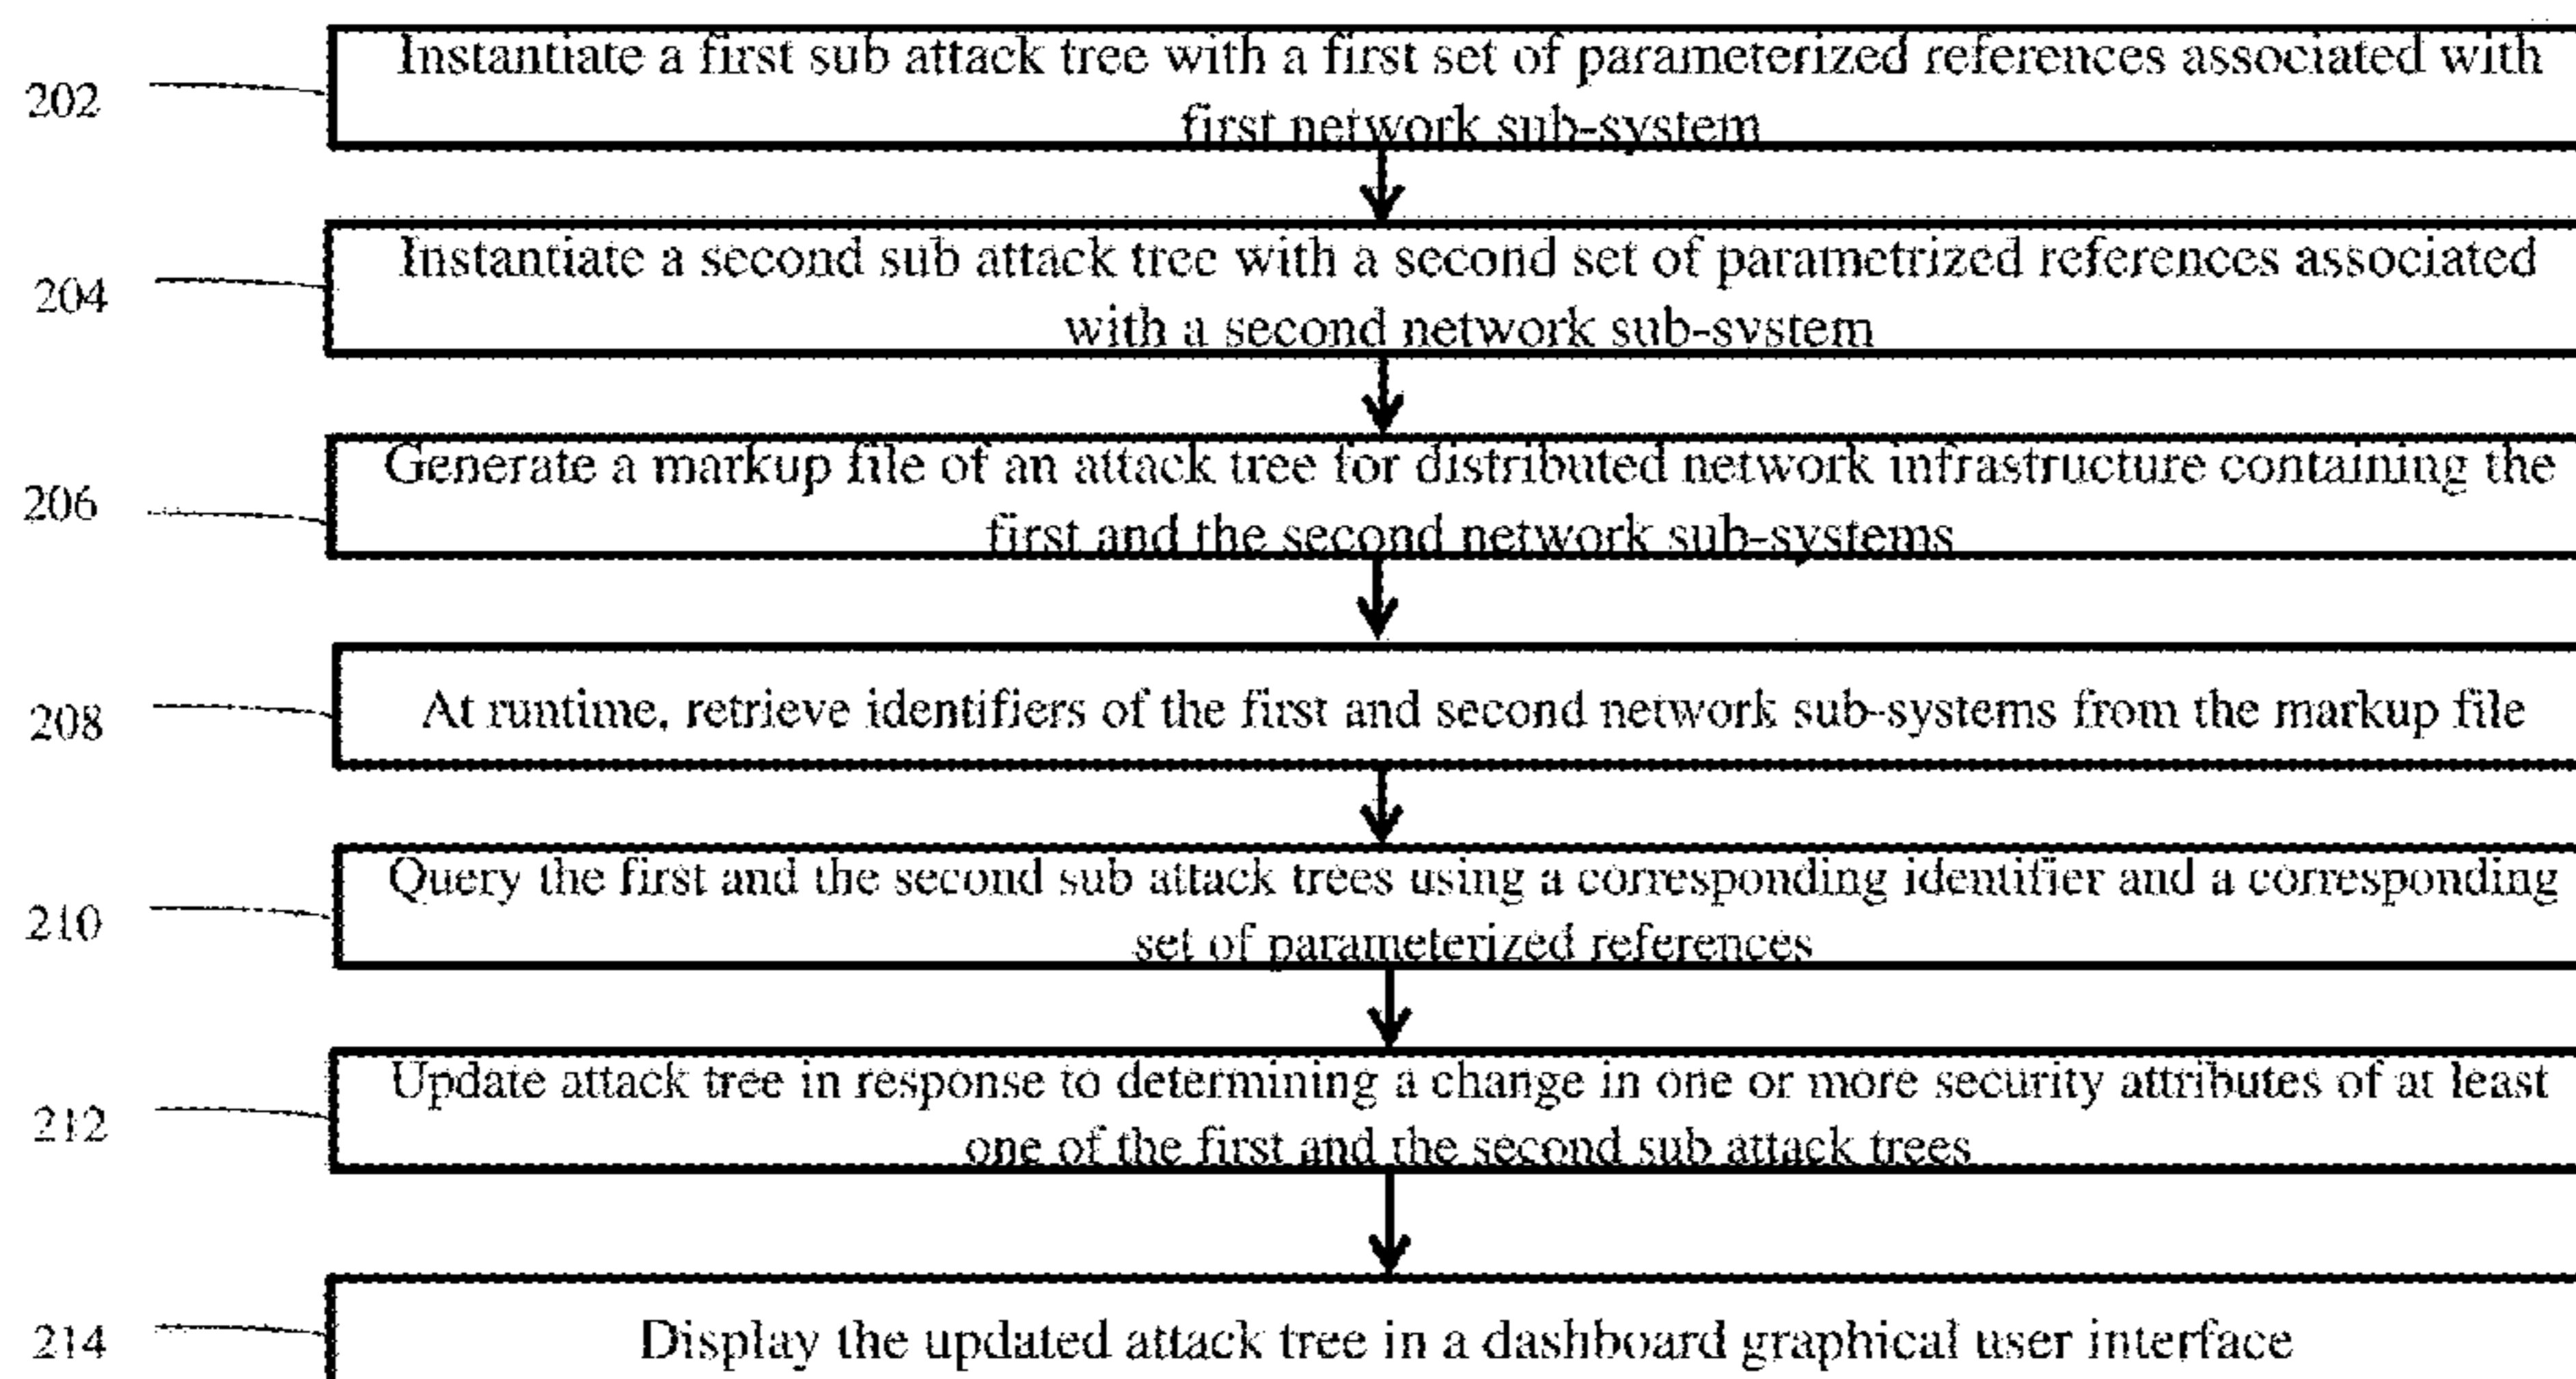 202
Instantiate a first sub attack tree with a first set of parameterized references associated with
first network sub-system
204
Instantiate a second sub attack tree with a second set of parametrized references associated
with a second network sub-system
206
Generate a markup file of an attack tree for distributed network infrastructure containing the
first and the second network sub-systems
208
At runtime, retrieve identifiers of the first and second network sub-systems from the markup file
210
Query the first and the second sub attack trees using a corresponding identifier and a corresponding
set of parameterized references
212
Update attack tree in response to determining a change in one or more security attributes of at least
one of the first and the second sub attack trees
214
Display the updated attack tree in a dashboard graphical user interface